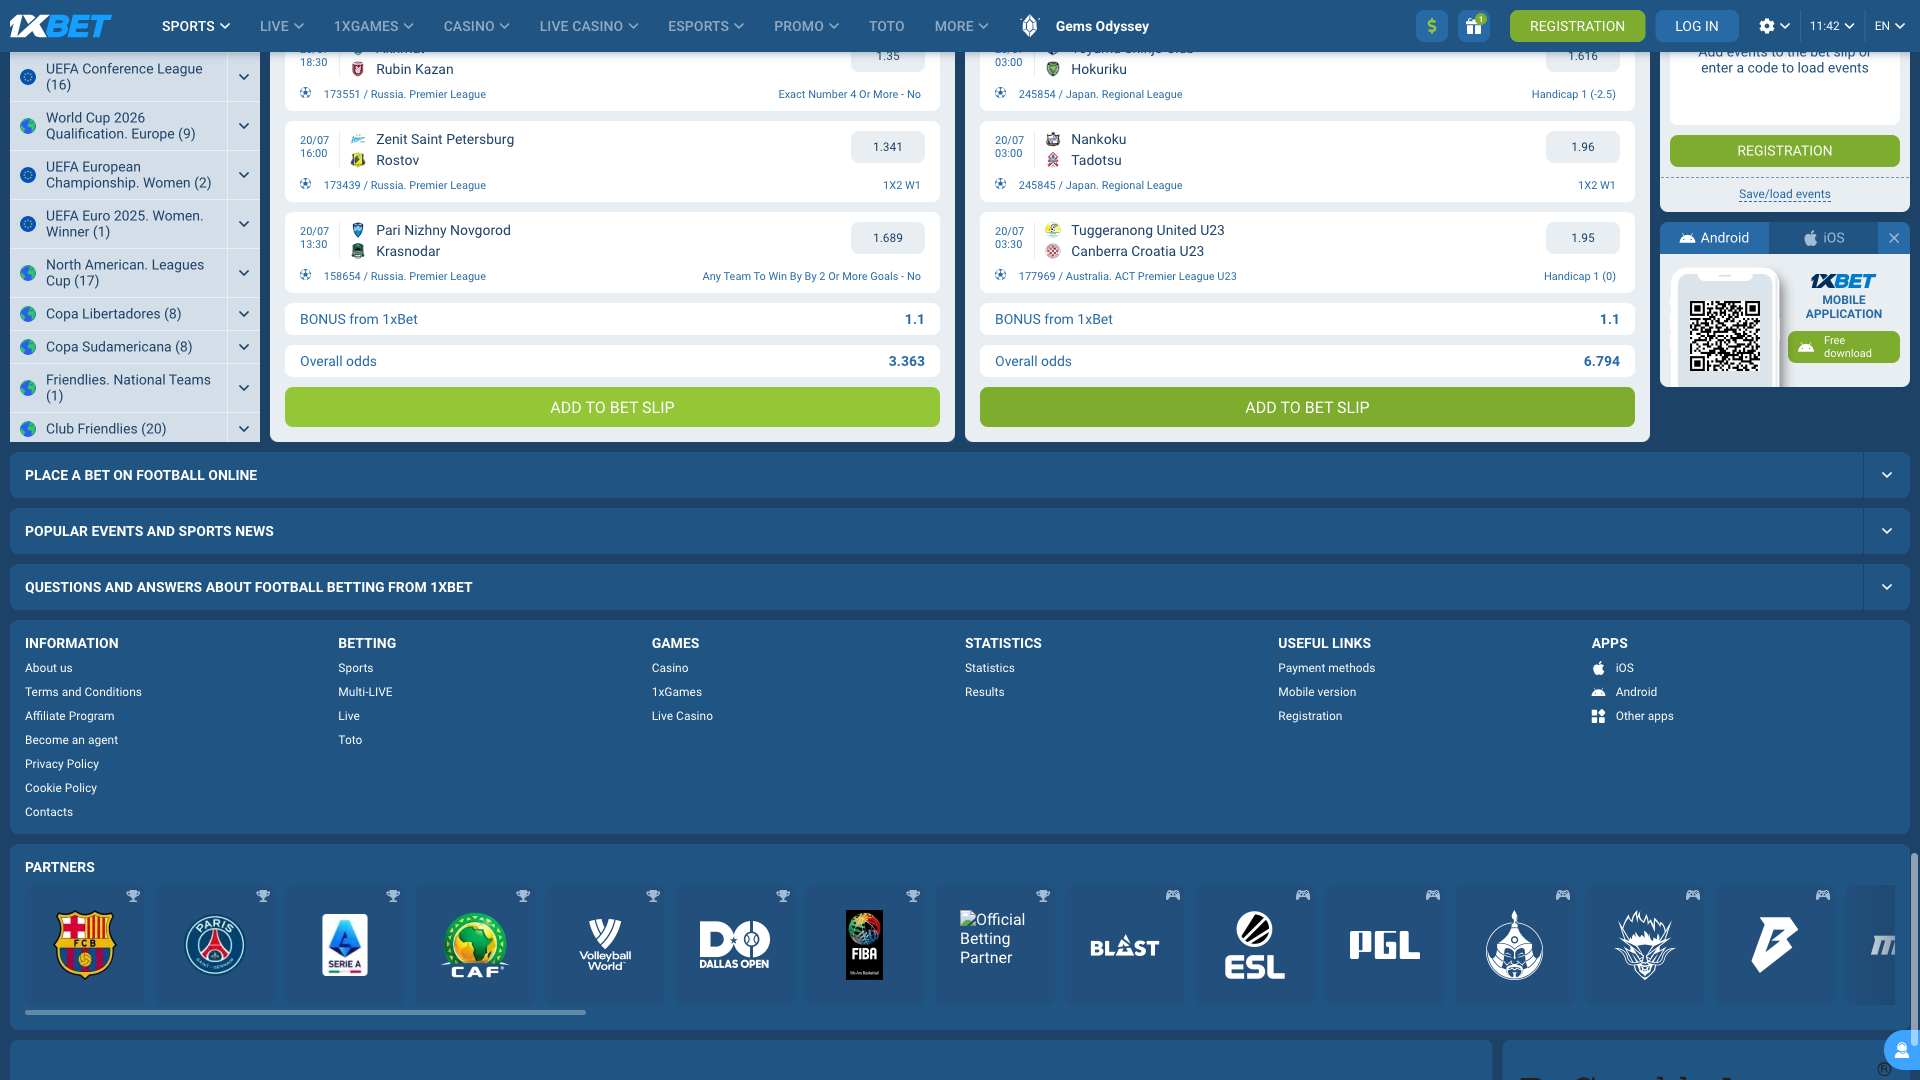 1XBET
SPORTS
LIVE
1XGAMES
CASINO
LIVE CASINO
ESPORTS
PROMO
TOTO
MORE
Gems Odyssey
$
1
REGISTRATION
LOG IN
11:42
EN
UEFA Conference League
(16)
World Cup 2026
Qualification. Europe (9)
UEFA European
Championship. Women (2)
UEFA Euro 2025. Women.
Winner (1)
North American. Leagues
Cup (17)
Copa Libertadores (8)
Copa Sudamericana (8)
Friendlies. National Teams
(1)
Club Friendlies (20)
18:30
Rubin Kazan
1.35
173551 / Russia. Premier League
Exact Number 4 Or More - No
20/07
16:00
Zenit Saint Petersburg
Rostov
1.341
173439 / Russia. Premier League
1X2 W1
20/07
13:30
Pari Nizhny Novgorod
Krasnodar
1.689
158654 / Russia. Premier League
Any Team To Win By By 2 Or More Goals - No
BONUS from 1xBet
1.1
Overall odds
3.363
ADD TO BET SLIP
03:00
Hokuriku
1.616
245854 / Japan. Regional League
Handicap 1 (-2.5)
20/07
03:00
Nankoku
Tadotsu
1.96
245845 / Japan. Regional League
1X2 W1
20/07
03:30
Tuggeranong United U23
Canberra Croatia U23
1.95
177969 / Australia. ACT Premier League U23
Handicap 1 (0)
BONUS from 1xBet
1.1
Overall odds
6.794
ADD TO BET SLIP
Add events to the bet slip or
enter a code to load events
REGISTRATION
Save/load events
Android
iOS
1XBET
MOBILE
APPLICATION
Free
download
PLACE A BET ON FOOTBALL ONLINE
POPULAR EVENTS AND SPORTS NEWS
QUESTIONS AND ANSWERS ABOUT FOOTBALL BETTING FROM 1XBET
INFORMATION
About us
Terms and Conditions
Affiliate Program
Become an agent
Privacy Policy
Cookie Policy
Contacts
BETTING
Sports
Multi-LIVE
Live
Toto
GAMES
Casino
1xGames
Live Casino
STATISTICS
Statistics
Results
USEFUL LINKS
Payment methods
Mobile version
Registration
APPS
iOS
Android
Other apps
PARTNERS
FCB
PARIS
SAINT-GERMAIN
SERIE A
CAF
Volleyball
World
DO
DALLAS OPEN
FIBA
We Are Basketball
Official
Betting
Partner
BLAST
ESL
PGL
®